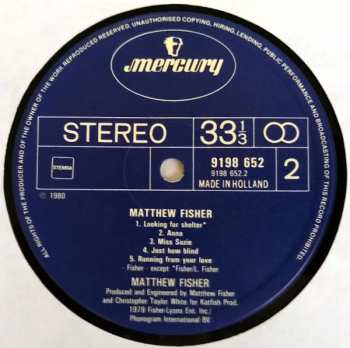 ALL RIGHTS OF THE MANUFACTURER AND OF THE OWNER OF THE WORK REPRODUCED RESERVED. UNAUTHORISED COPYING, HIRING, LENDING, PUBLIC PERFORMANCE AND BROADCASTING OF THIS RECORD PROHIBITED
mercury
STEREO 33 1/3
STEMRA
9198 652
9198 652.2
MADE IN HOLLAND
2
℗ 1980
MATTHEW FISHER
1. Looking for shelter*
2. Anna
3. Miss Suzie
4. Just how blind
5. Running from your love
Fisher - except *Fisher/L. Fisher
MATTHEW FISHER
Produced and Engineered by Matthew Fisher
and Christopher Taylor White for Katfish Prod.
1979 Fisher-Lyons Ent. Inc./
Phonogram International BV